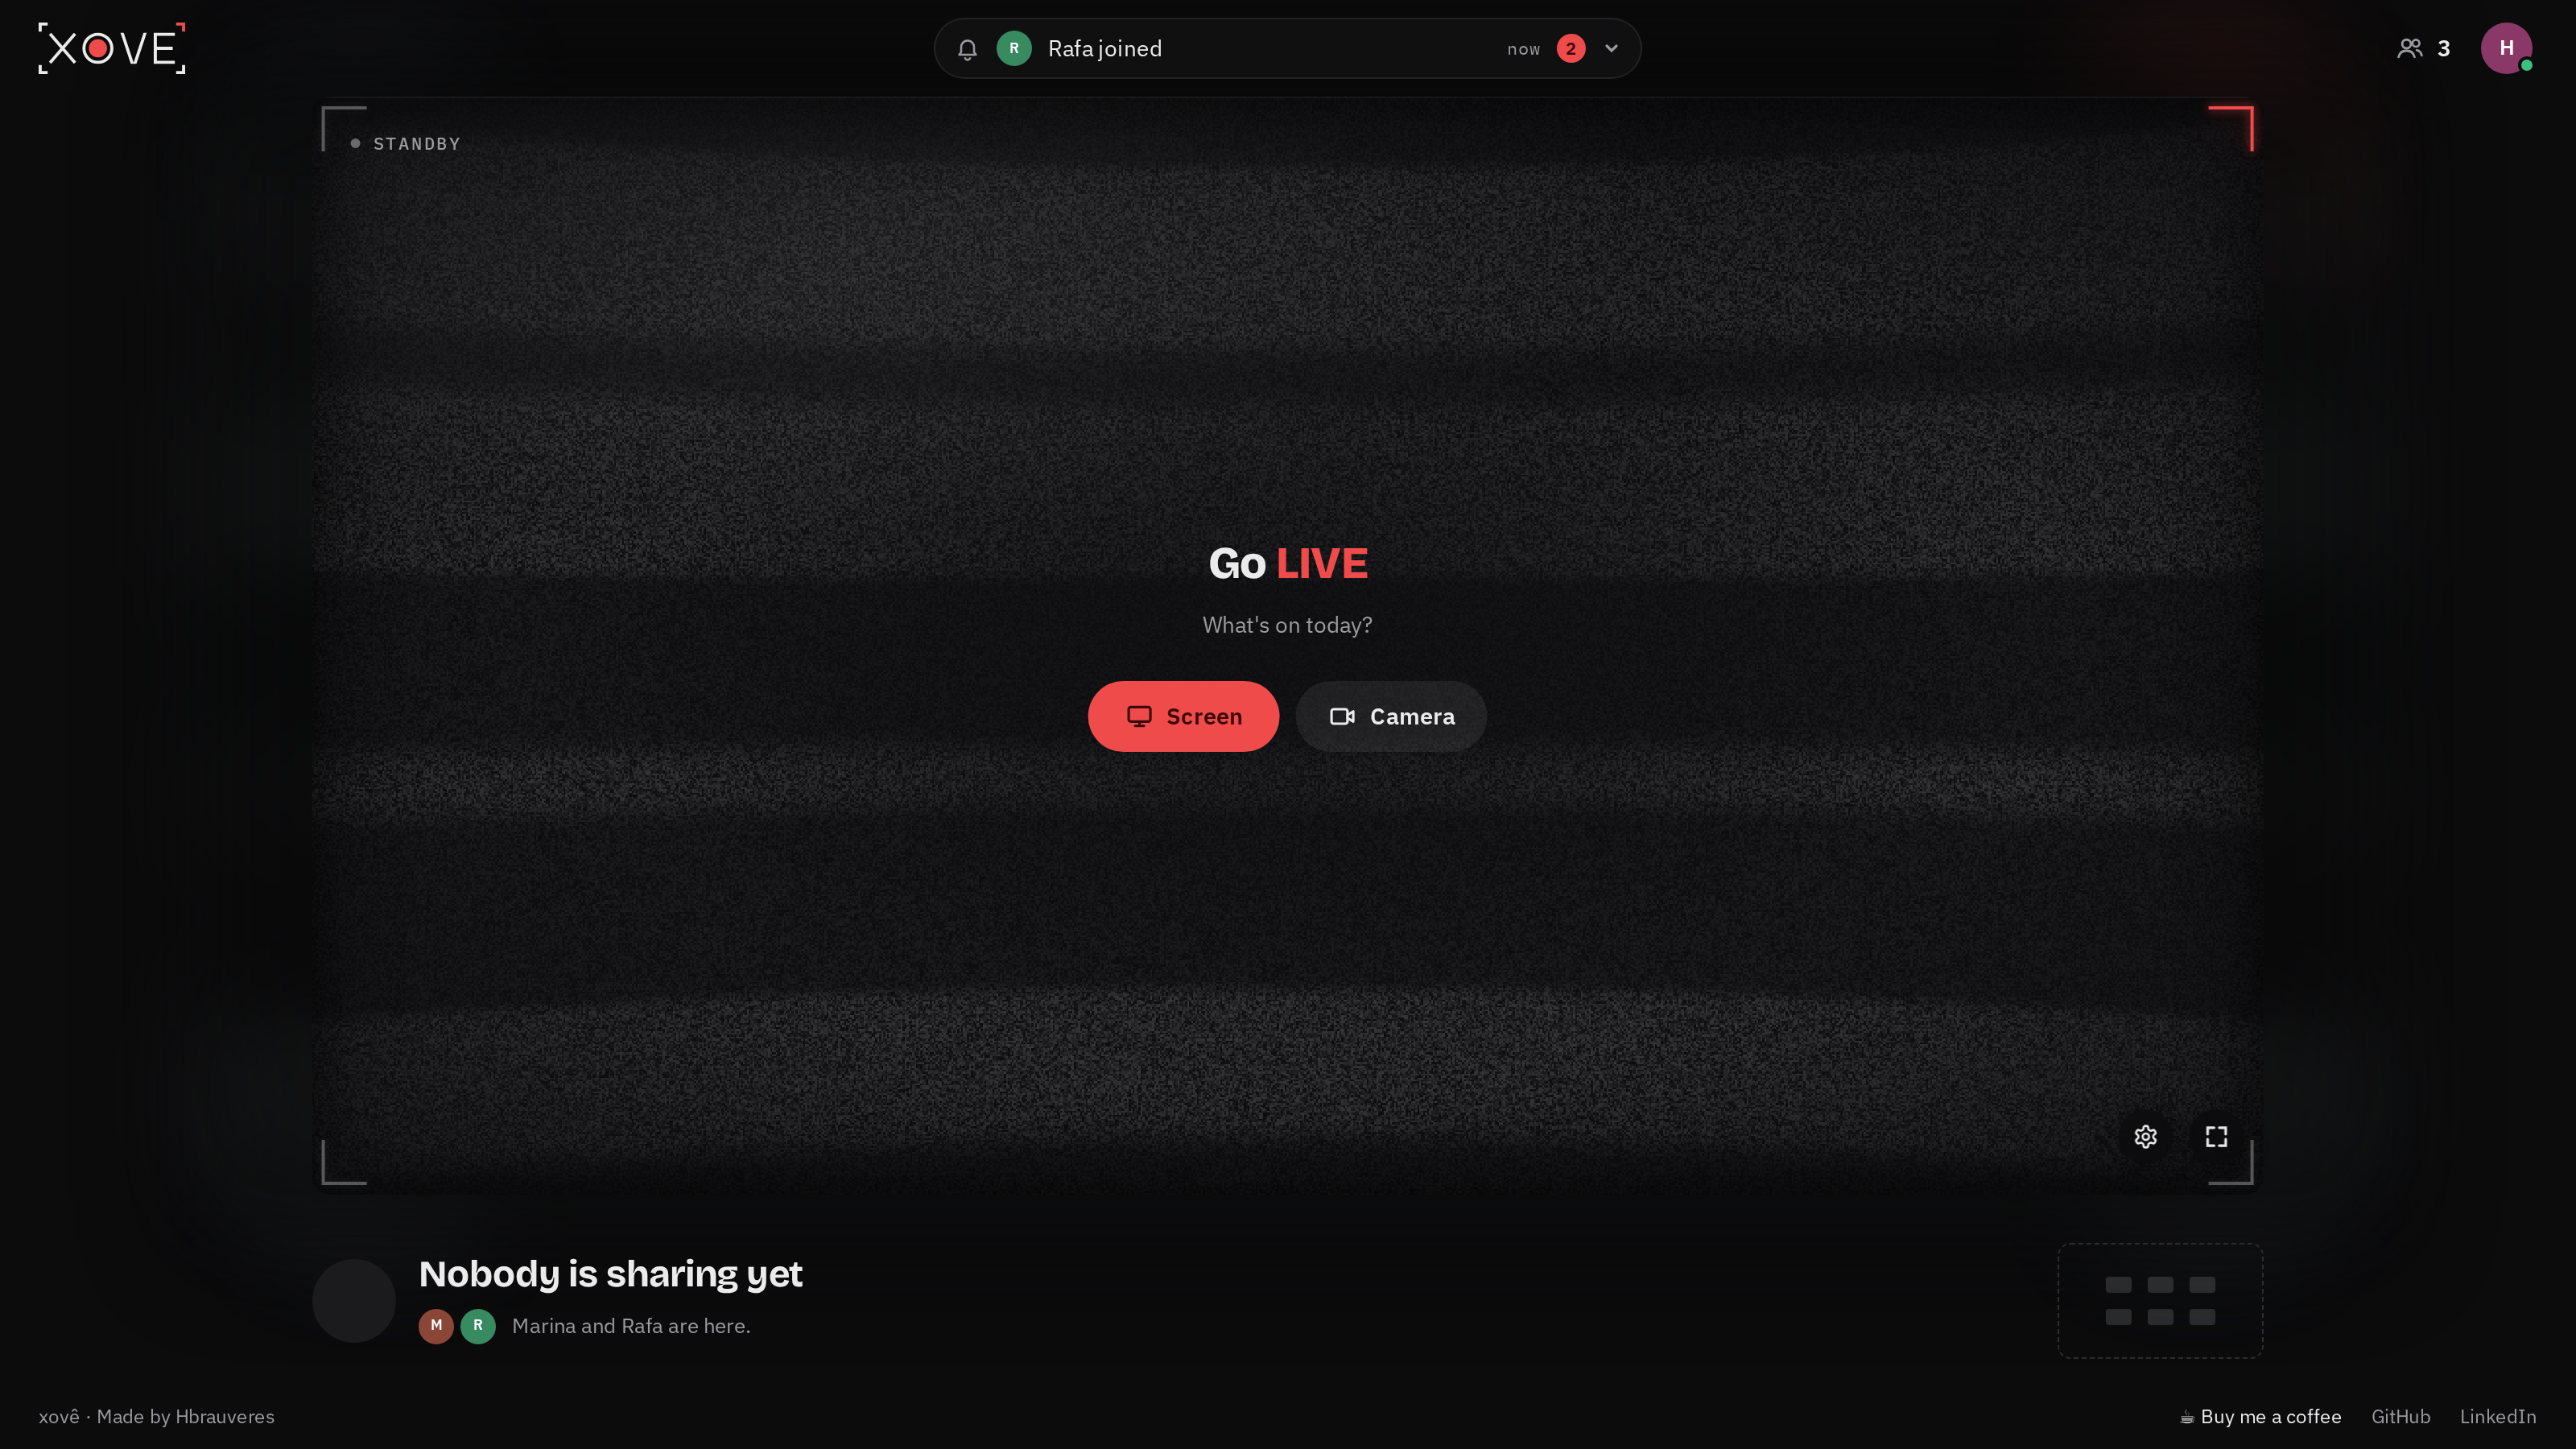 XOVE
R Rafa joined now 2
3 H
STANDBY
Go LIVE
What's on today?
Screen Camera
Nobody is sharing yet
M R Marina and Rafa are here.
xovê · Made by Hbrauveres
☕ Buy me a coffee GitHub LinkedIn